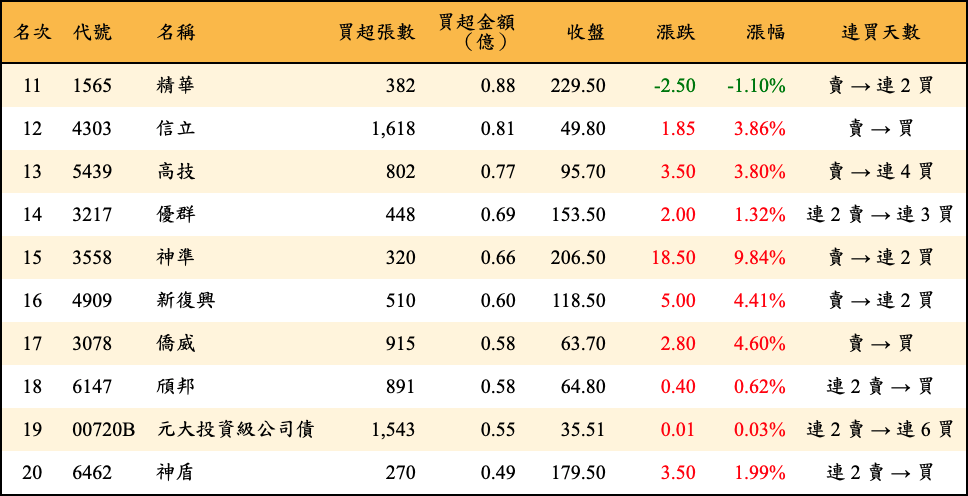 名次 代號 名稱 買超張數 買超金額（億） 收盤 漲跌 漲幅 連買天數
11 1565 精華 382 0.88 229.50 -2.50 -1.10% 賣 → 連 2 買
12 4303 信立 1,618 0.81 49.80 1.85 3.86% 賣 → 買
13 5439 高技 802 0.77 95.70 3.50 3.80% 賣 → 連 4 買
14 3217 優群 448 0.69 153.50 2.00 1.32% 連 2 賣 → 連 3 買
15 3558 神準 320 0.66 206.50 18.50 9.84% 賣 → 連 2 買
16 4909 新復興 510 0.60 118.50 5.00 4.41% 賣 → 連 2 買
17 3078 僑威 915 0.58 63.70 2.80 4.60% 賣 → 買
18 6147 頎邦 891 0.58 64.80 0.40 0.62% 連 2 賣 → 買
19 00720B 元大投資級公司債 1,543 0.55 35.51 0.01 0.03% 連 2 賣 → 連 6 買
20 6462 神盾 270 0.49 179.50 3.50 1.99% 連 2 賣 → 買